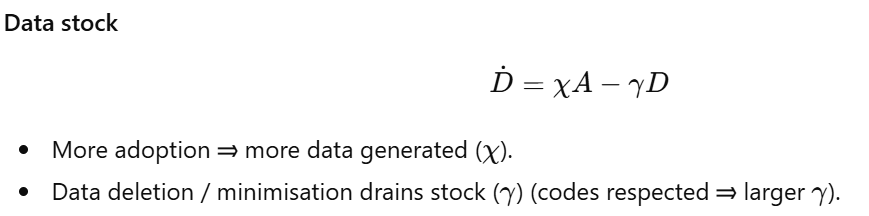 Data stock
Ḋ = χA − γD
• More adoption ⇒ more data generated (χ).
• Data deletion / minimisation drains stock (γ) (codes respected ⇒ larger γ).